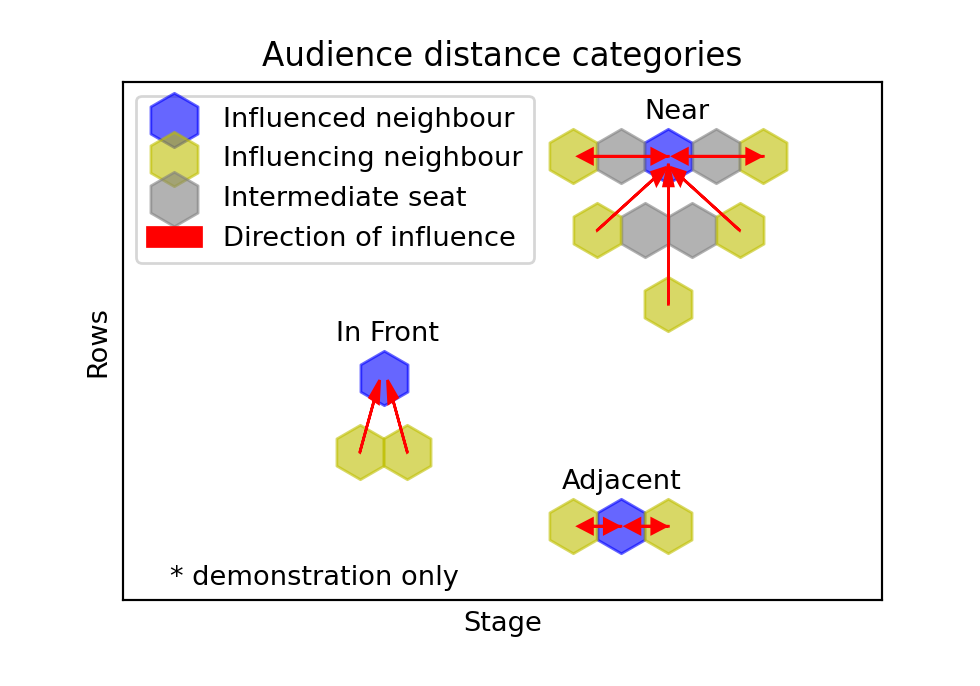 Audience distance categories
Influenced neighbour
Influencing neighbour
Intermediate seat
Direction of influence
Near
In Front
Adjacent
* demonstration only
Rows
Stage